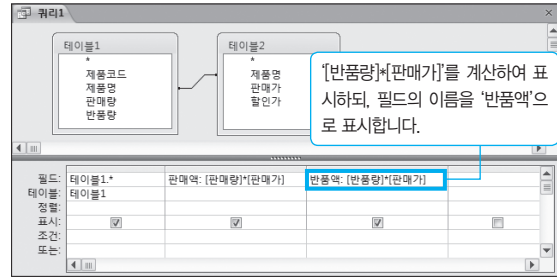 쿼리1
테이블1
*
제품코드
제품명
판매량
반품량
테이블2
*
제품명
판매가
할인가
'[반품량]*[판매가]'를 계산하여 표
시하되, 필드의 이름을 '반품액'으
로 표시합니다.
필드: 테이블1.* 판매액: [판매량]*[판매가] 반품액: [반품량]*[판매가]
테이블: 테이블1
정렬:
표시:
조건:
또는: